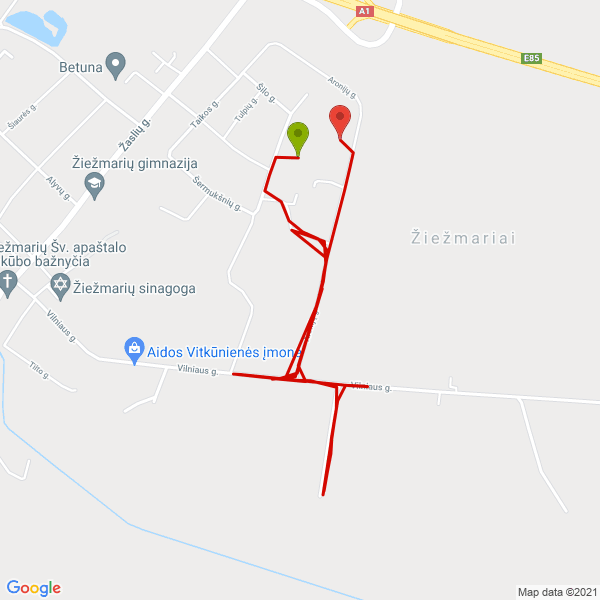 A1
E85
Betuna
Aronijų g.
Šilo g.
Tulpių g.
Taikos g.
Šiaurės g.
Žaslių g.
Žiežmarių gimnazija
Alyvų g.
Šermukšnių g.
Žiežmariai
iežmarių Šv. apaštalo
kūbo bažnyčia
Žiežmarių sinagoga
Vilniaus g.
Aidos Vitkūnienės įmonė
Vilniaus g.
Tilto g.
Vilniaus g.
Google
Map data ©2021